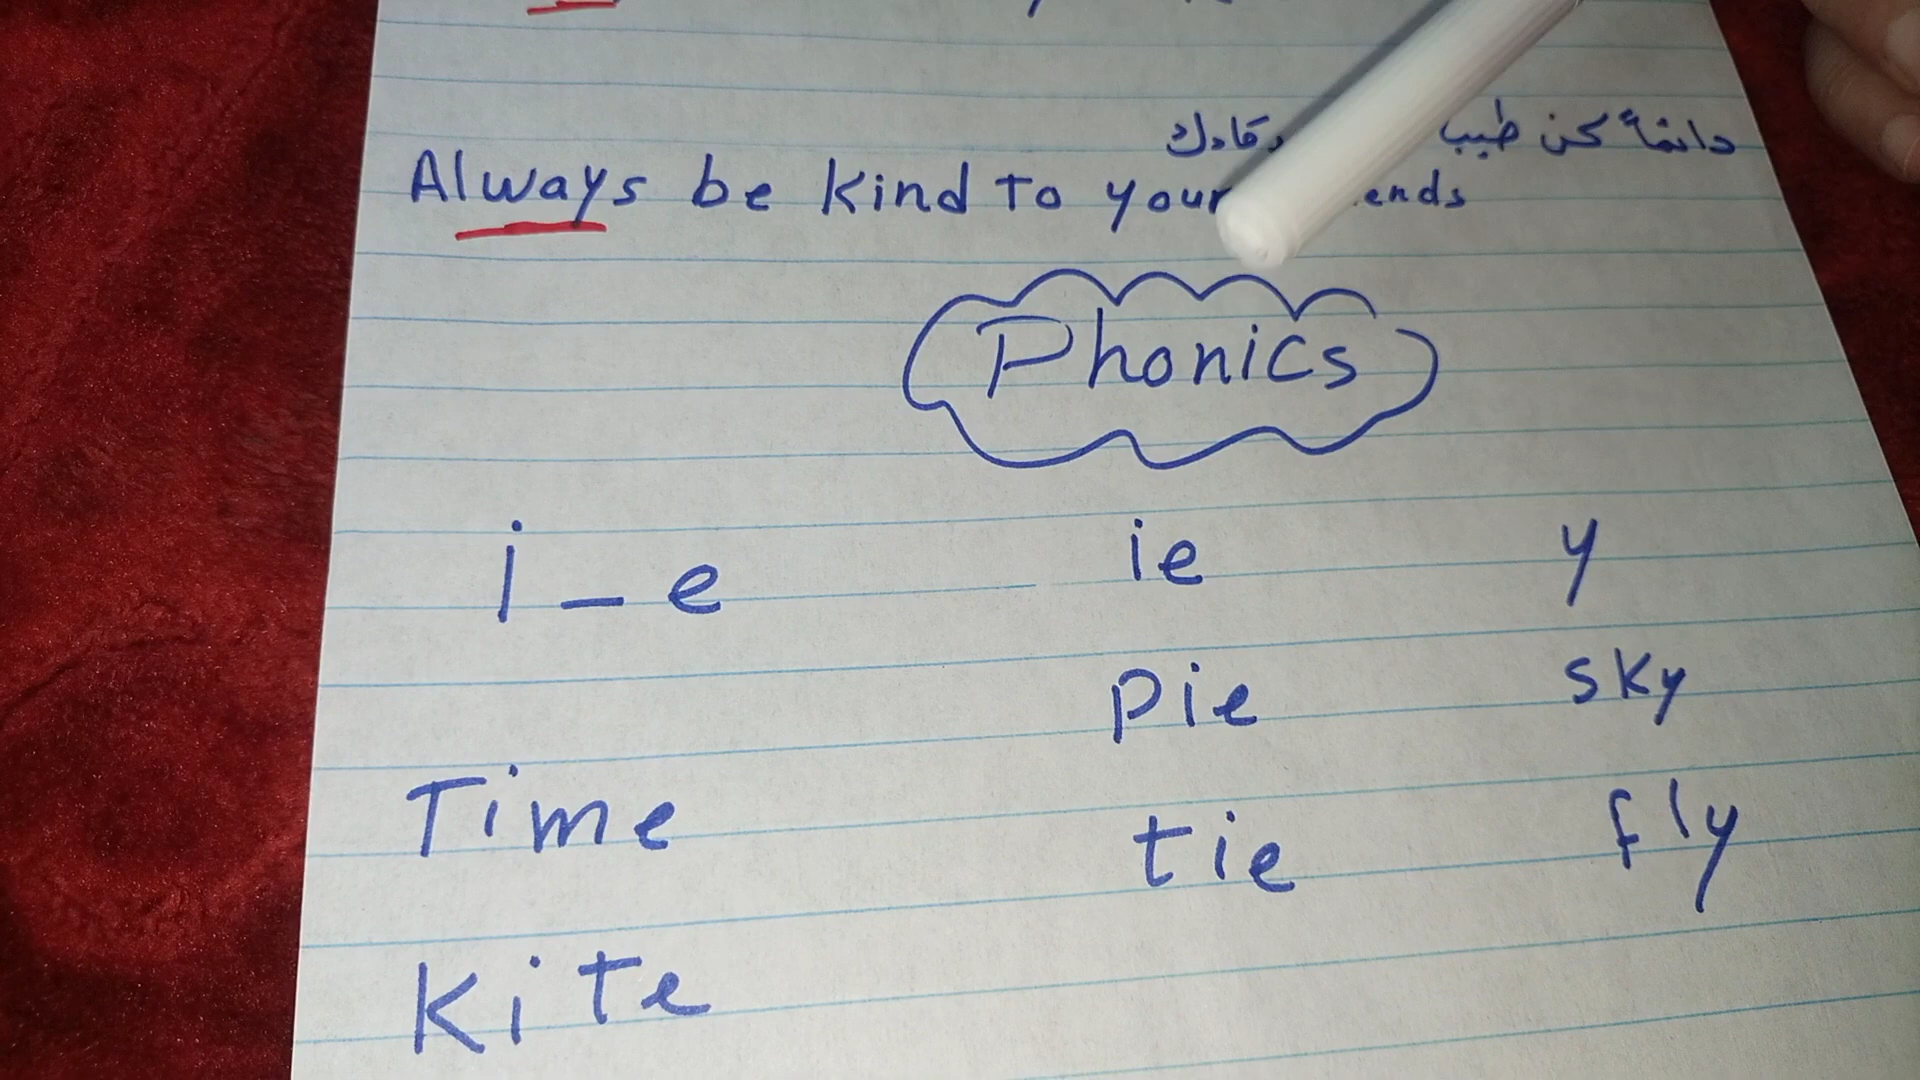 دائماً كن طيب
Always be kind to your
Phonics
i_e ie y
pie sky
Time tie fly
Kite